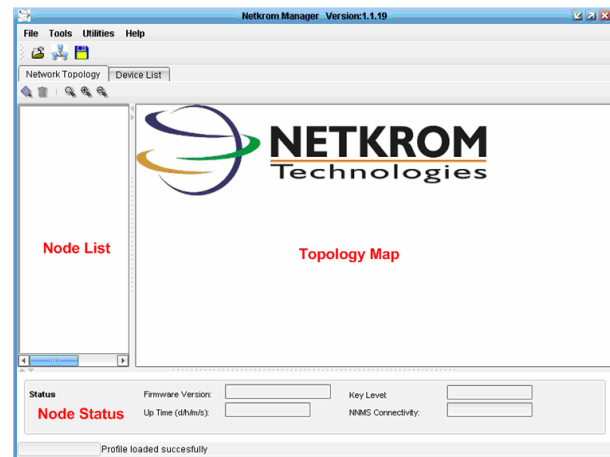 Netkrom Manager Version:1.1.19
File Tools Utilities Help
Network Topology Device List
NETKROM
Technologies
Node List
Topology Map
Status
Node Status
Firmware Version:
Key Level:
Up Time (d/h/m/s):
NNMS Connectivity:
Profile loaded succesfully